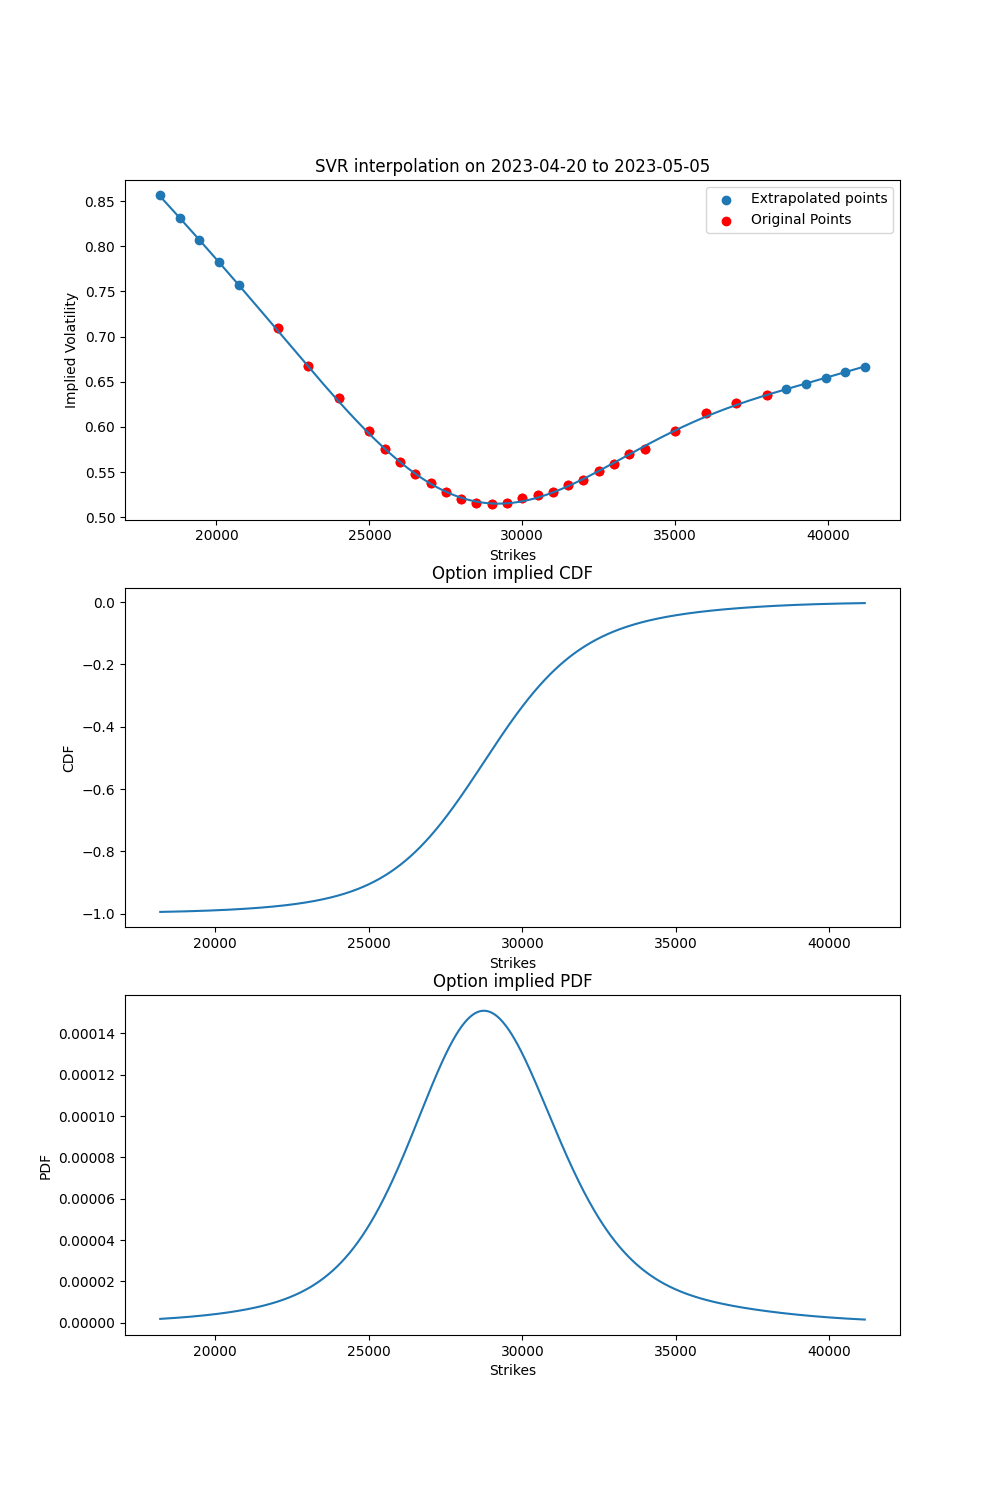 SVR interpolation on 2023-04-20 to 2023-05-05
Extrapolated points
Original Points
Implied Volatility
0.85
0.80
0.75
0.70
0.65
0.60
0.55
0.50
20000 25000 30000 35000 40000
Strikes
Option implied CDF
CDF
0.0
−0.2
−0.4
−0.6
−0.8
−1.0
20000 25000 30000 35000 40000
Strikes
Option implied PDF
PDF
0.00014
0.00012
0.00010
0.00008
0.00006
0.00004
0.00002
0.00000
20000 25000 30000 35000 40000
Strikes